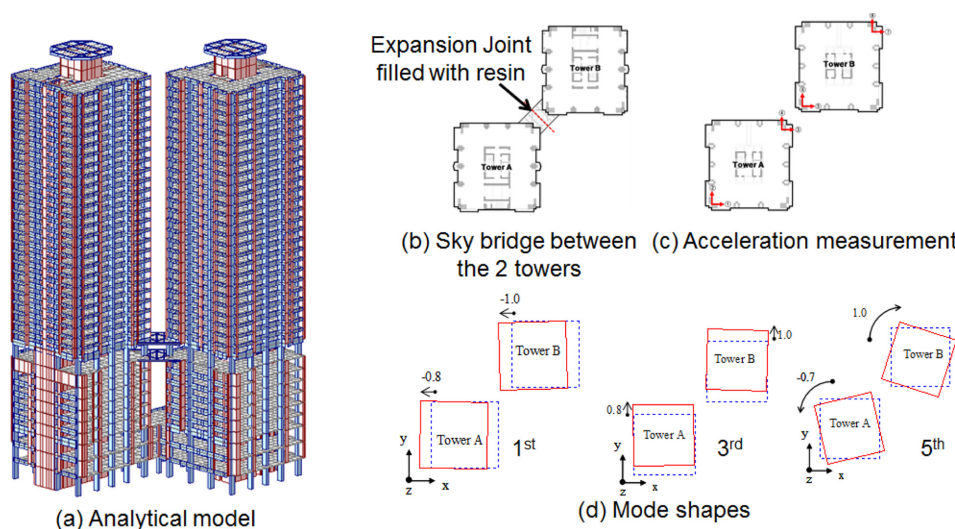 Expansion Joint
filled with resin
Tower B
Tower A
(b) Sky bridge between
the 2 towers
Tower B
Tower A
(c) Acceleration measurement
-1.0
Tower B
-0.8
Tower A
y
z
x
1st
1.0
Tower B
0.8
Tower A
y
z
x
3rd
1.0
Tower B
-0.7
Tower A
y
z
x
5th
(a) Analytical model
(d) Mode shapes